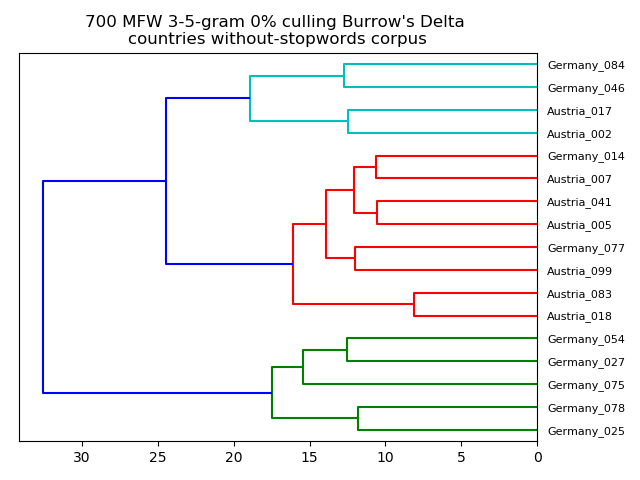 700 MFW 3-5-gram 0% culling Burrow's Delta
countries without-stopwords corpus
Germany_084
Germany_046
Austria_017
Austria_002
Germany_014
Austria_007
Austria_041
Austria_005
Germany_077
Austria_099
Austria_083
Austria_018
Germany_054
Germany_027
Germany_075
Germany_078
Germany_025
30 25 20 15 10 5 0